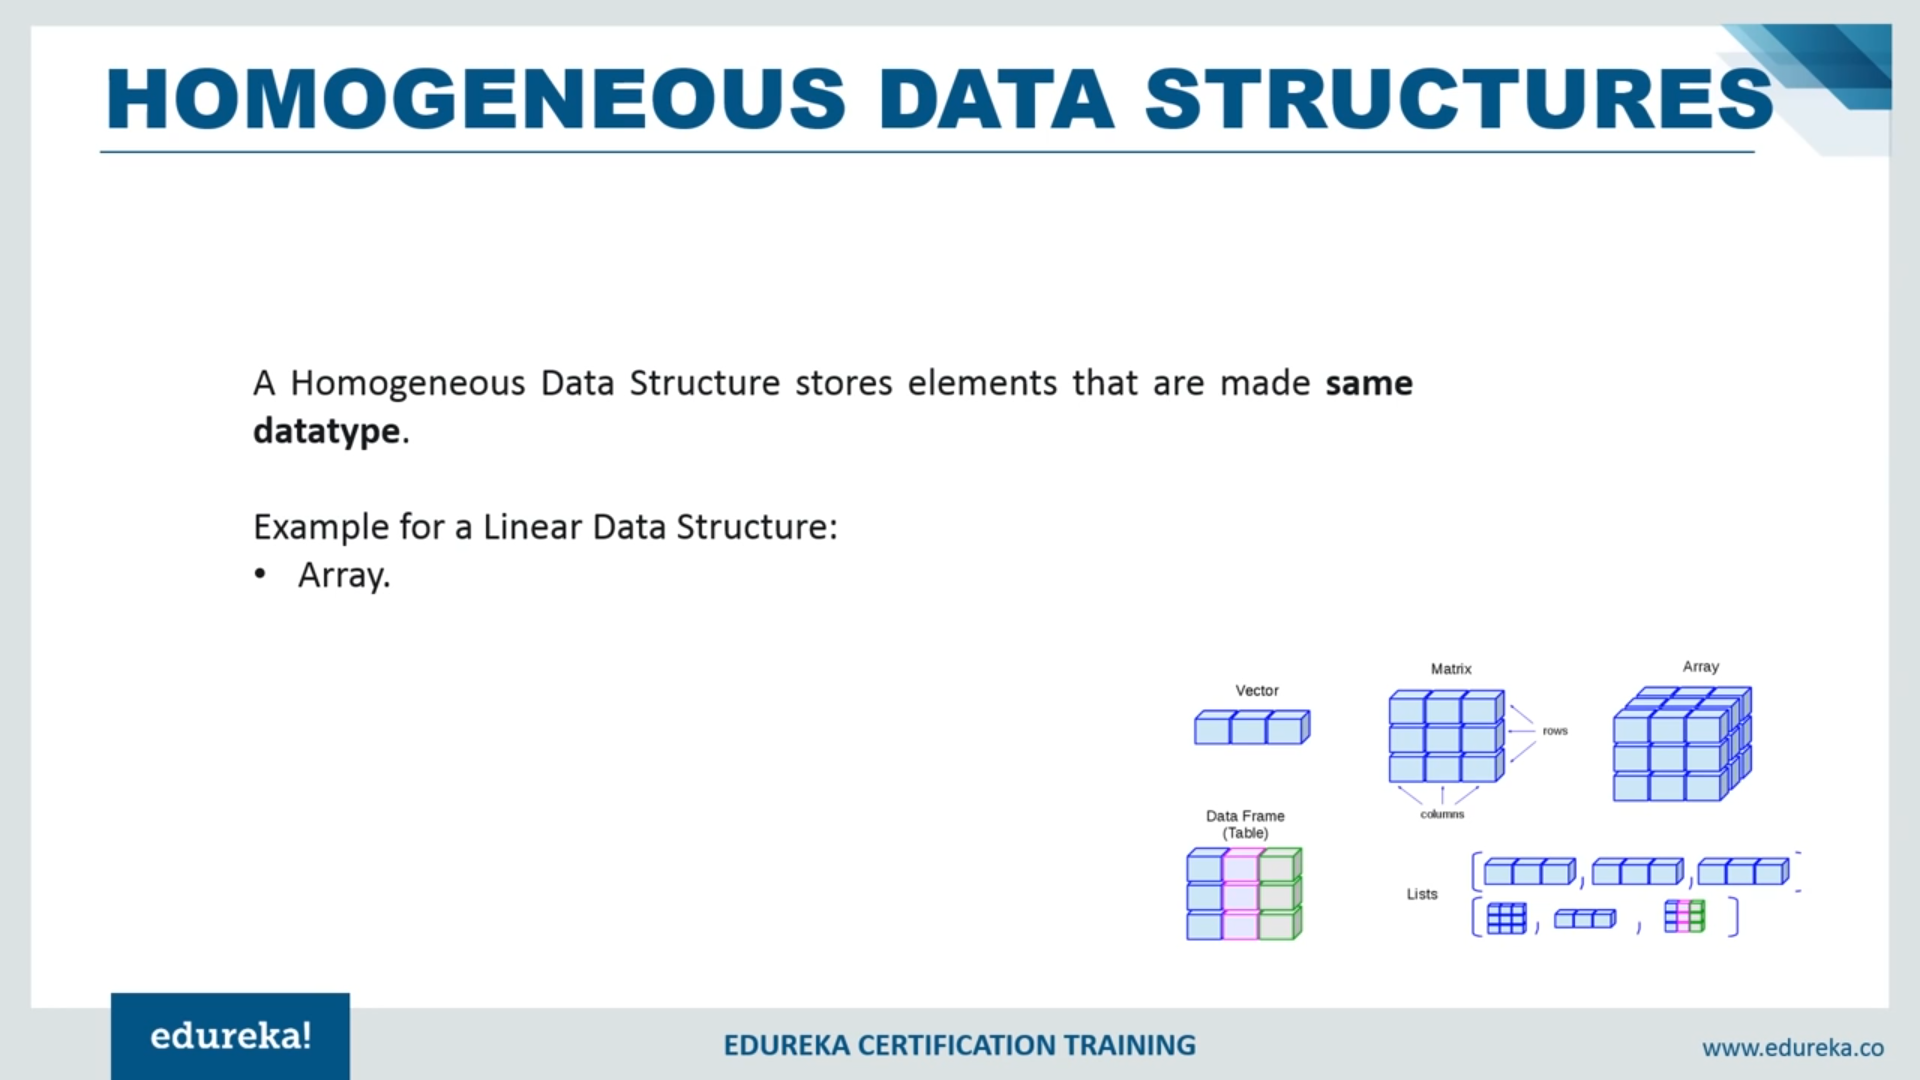 HOMOGENEOUS DATA STRUCTURES
A Homogeneous Data Structure stores elements that are made same
datatype.
Example for a Linear Data Structure:
• Array.
Vector
Matrix
Array
rows
columns
Data Frame
(Table)
Lists
edureka!
EDUREKA CERTIFICATION TRAINING
www.edureka.co